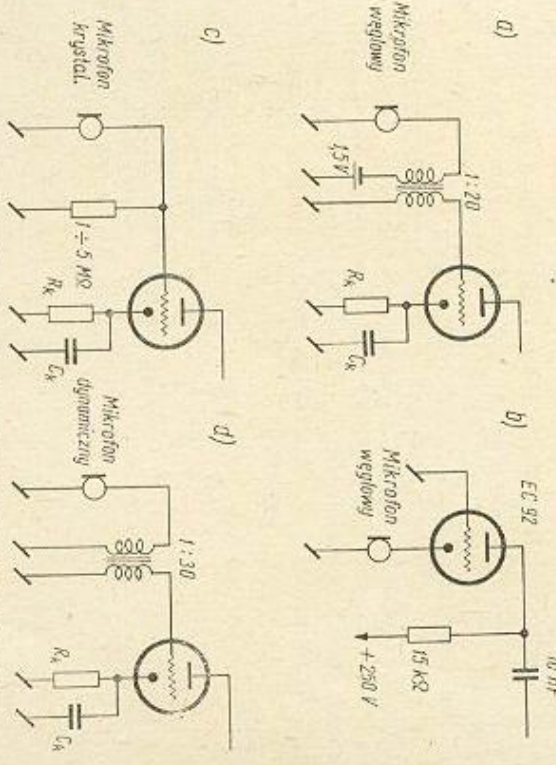 a)
Mikrofon
węglowy
1,5V
1:20
Rk
Ck
b)
EC 92
Mikrofon
węglowy
15 kΩ
+ 250 V
c)
Mikrofon
krystal.
1 ÷ 5 MΩ
Rk
Ck
d)
Mikrofon
dynamiczny
1:30
Rk
Ck